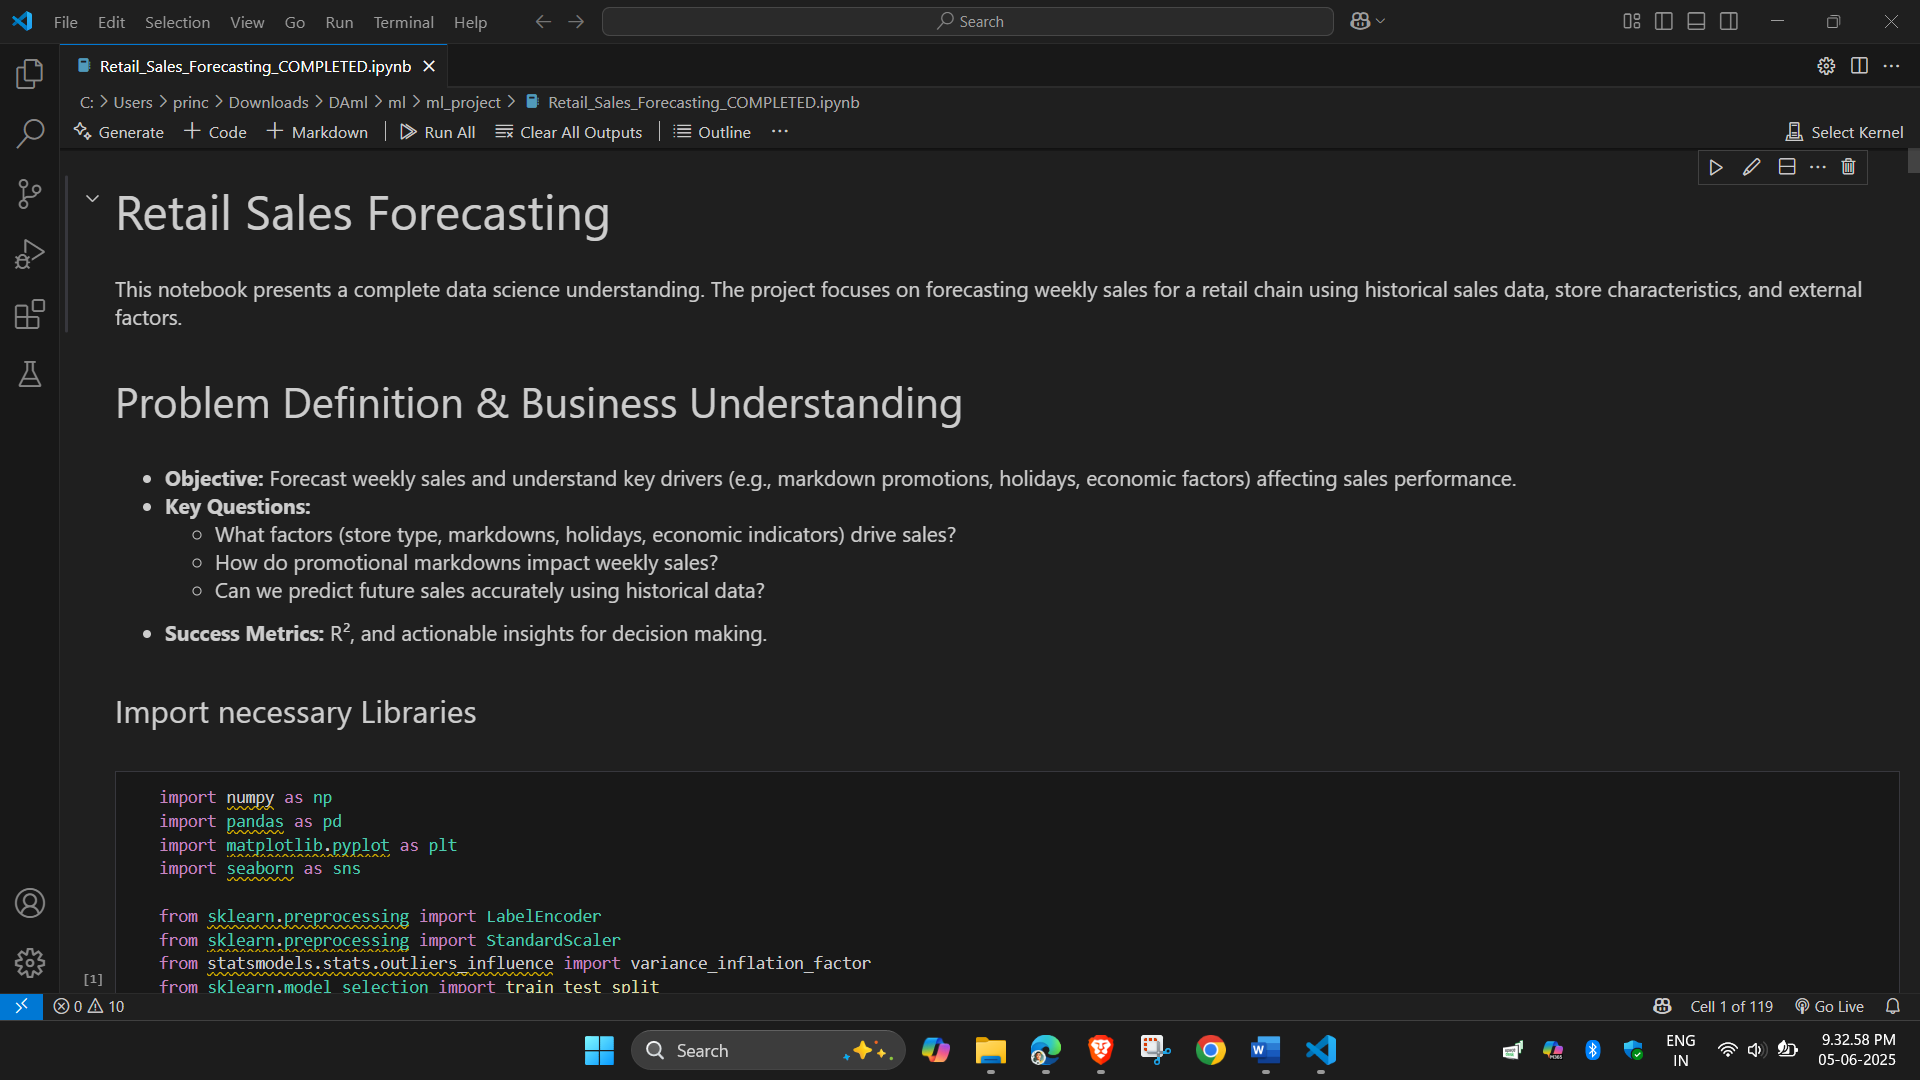 File Edit Selection View Go Run Terminal Help
Search
Retail_Sales_Forecasting_COMPLETED.ipynb
C: > Users > princ > Downloads > DAml > ml > ml_project > Retail_Sales_Forecasting_COMPLETED.ipynb
Generate + Code + Markdown Run All Clear All Outputs Outline ... Select Kernel
Retail Sales Forecasting
This notebook presents a complete data science understanding. The project focuses on forecasting weekly sales for a retail chain using historical sales data, store characteristics, and external
factors.
Problem Definition & Business Understanding
• Objective: Forecast weekly sales and understand key drivers (e.g., markdown promotions, holidays, economic factors) affecting sales performance.
• Key Questions:
○ What factors (store type, markdowns, holidays, economic indicators) drive sales?
○ How do promotional markdowns impact weekly sales?
○ Can we predict future sales accurately using historical data?
• Success Metrics: R², and actionable insights for decision making.
Import necessary Libraries
import numpy as np
import pandas as pd
import matplotlib.pyplot as plt
import seaborn as sns
from sklearn.preprocessing import LabelEncoder
from sklearn.preprocessing import StandardScaler
from statsmodels.stats.outliers_influence import variance_inflation_factor
[1]
from sklearn.model_selection import train_test_split
0 10
Cell 1 of 119 Go Live
Search
ENG
IN
9.32.58 PM
05-06-2025